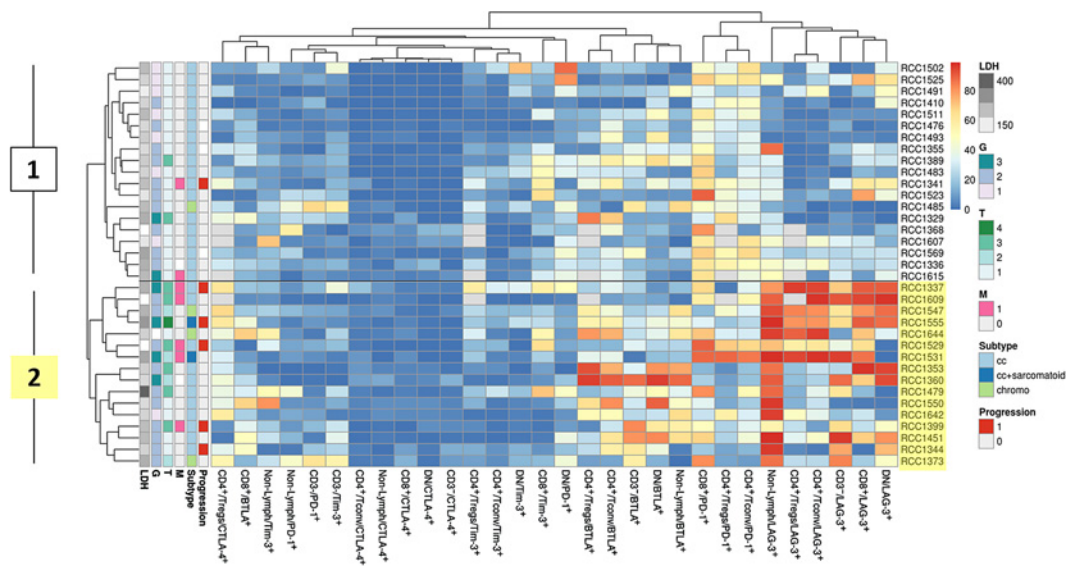 1
2
RCC1502
RCC1525
RCC1491
RCC1410
RCC1511
RCC1476
RCC1493
RCC1355
RCC1389
RCC1483
RCC1341
RCC1523
RCC1485
RCC1329
RCC1368
RCC1607
RCC1569
RCC1336
RCC1615
RCC1337
RCC1609
RCC1547
RCC1555
RCC1644
RCC1529
RCC1531
RCC1353
RCC1360
RCC1479
RCC1550
RCC1642
RCC1399
RCC1451
RCC1344
RCC1373
80
60
40
20
0
LDH
400
150
G
3
2
1
T
4
3
2
1
M
1
0
Subtype
cc
cc+sarcomatoid
chromo
Progression
1
0
LDH
G
T
M
Subtype
Progression
CD4⁺/Tregs/CTLA-4⁺
CD8⁺/BTLA⁺
Non-Lymph/Tim-3⁺
Non-Lymph/PD-1⁺
CD3⁻/PD-1⁺
CD3⁻/Tim-3⁺
CD4⁺/Tconv/CTLA-4⁺
Non-Lymph/CTLA-4⁺
CD8⁺/CTLA-4⁺
DN/CTLA-4⁺
CD3⁻/CTLA-4⁺
CD4⁺/Tregs/Tim-3⁺
CD4⁺/Tconv/Tim-3⁺
DN/Tim-3⁺
CD8⁺/Tim-3⁺
DN/PD-1⁺
CD4⁺/Tregs/BTLA⁺
CD4⁺/Tconv/BTLA⁺
CD3⁻/BTLA⁺
DN/BTLA⁺
Non-Lymph/BTLA⁺
CD8⁺/PD-1⁺
CD4⁺/Tregs/PD-1⁺
CD4⁺/Tconv/PD-1⁺
Non-Lymph/LAG-3⁺
CD4⁺/Tregs/LAG-3⁺
CD4⁺/Tconv/LAG-3⁺
CD3⁻/LAG-3⁺
CD8⁺/LAG-3⁺
DN/LAG-3⁺